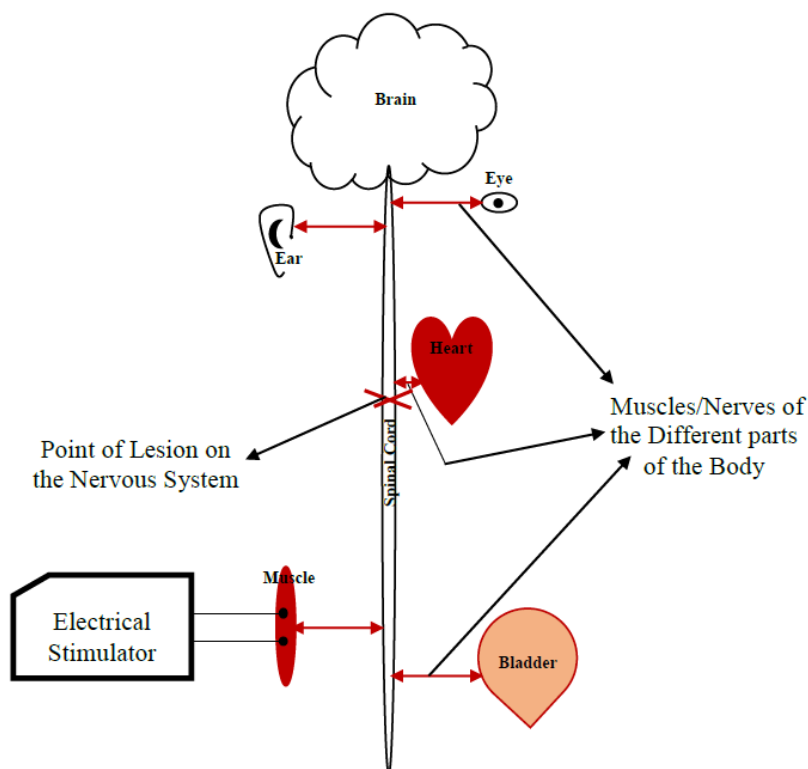 Brain
Eye
Ear
Heart
Muscles/Nerves of
the Different parts
of the Body
Point of Lesion on
the Nervous System
Spinal Cord
Muscle
Electrical
Stimulator
Bladder